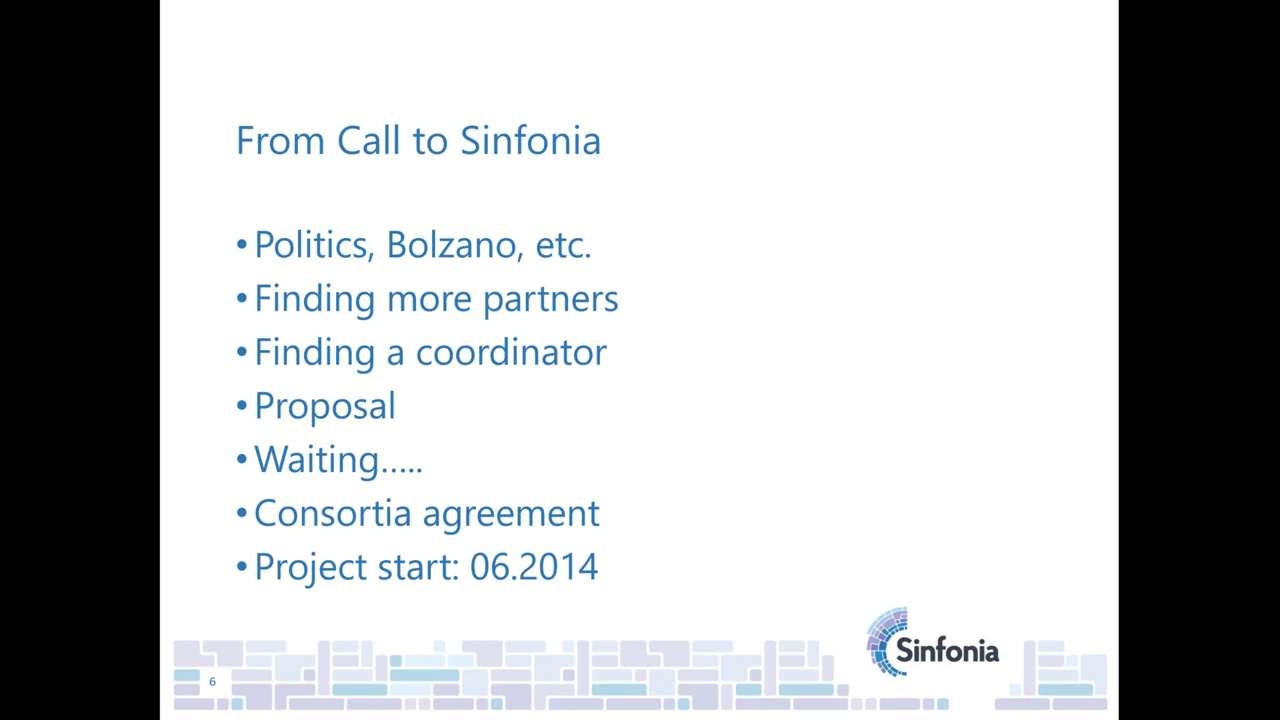 From Call to Sinfonia
• Politics, Bolzano, etc.
• Finding more partners
• Finding a coordinator
• Proposal
• Waiting.....
• Consortia agreement
• Project start: 06.2014
Sinfonia
6